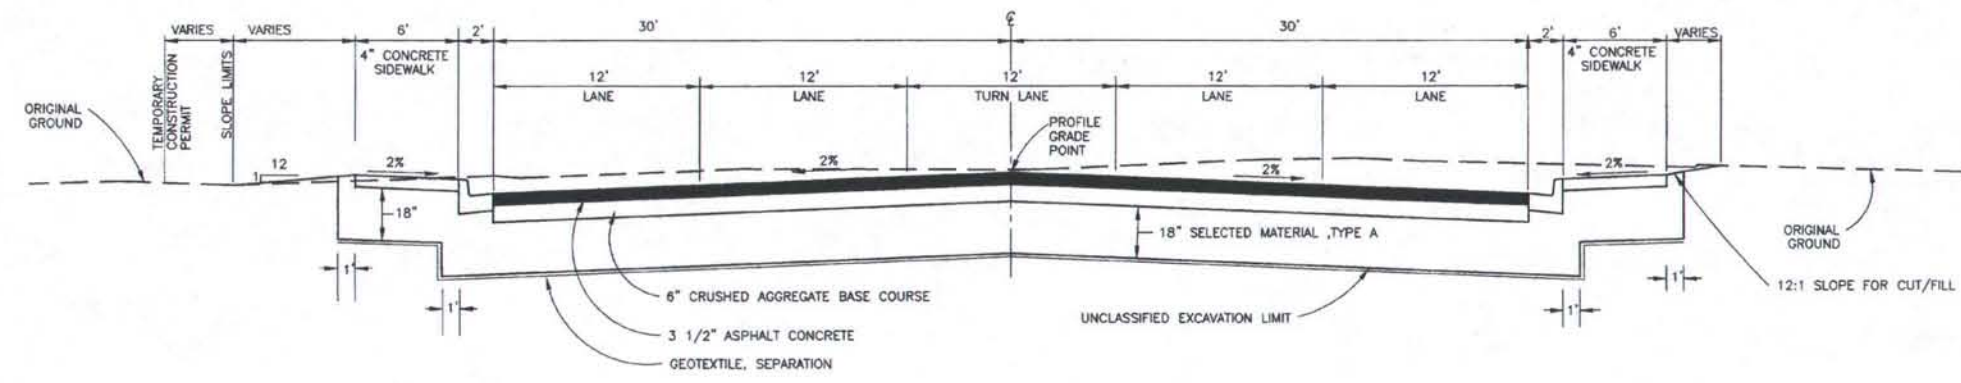 VARIES
VARIES
6'
2'
30'
℄
30'
2'
6'
VARIES
4" CONCRETE
SIDEWALK
4" CONCRETE
SIDEWALK
12'
LANE
12'
LANE
12'
TURN LANE
12'
LANE
12'
LANE
ORIGINAL
GROUND
TEMPORARY
CONSTRUCTION
PERMIT
SLOPE LIMITS
PROFILE
GRADE
POINT
1
12
2%
2%
2%
2%
18"
18" SELECTED MATERIAL ,TYPE A
ORIGINAL
GROUND
1'
1'
1'
1'
12:1 SLOPE FOR CUT/FILL
6" CRUSHED AGGREGATE BASE COURSE
UNCLASSIFIED EXCAVATION LIMIT
3 1/2" ASPHALT CONCRETE
GEOTEXTILE, SEPARATION